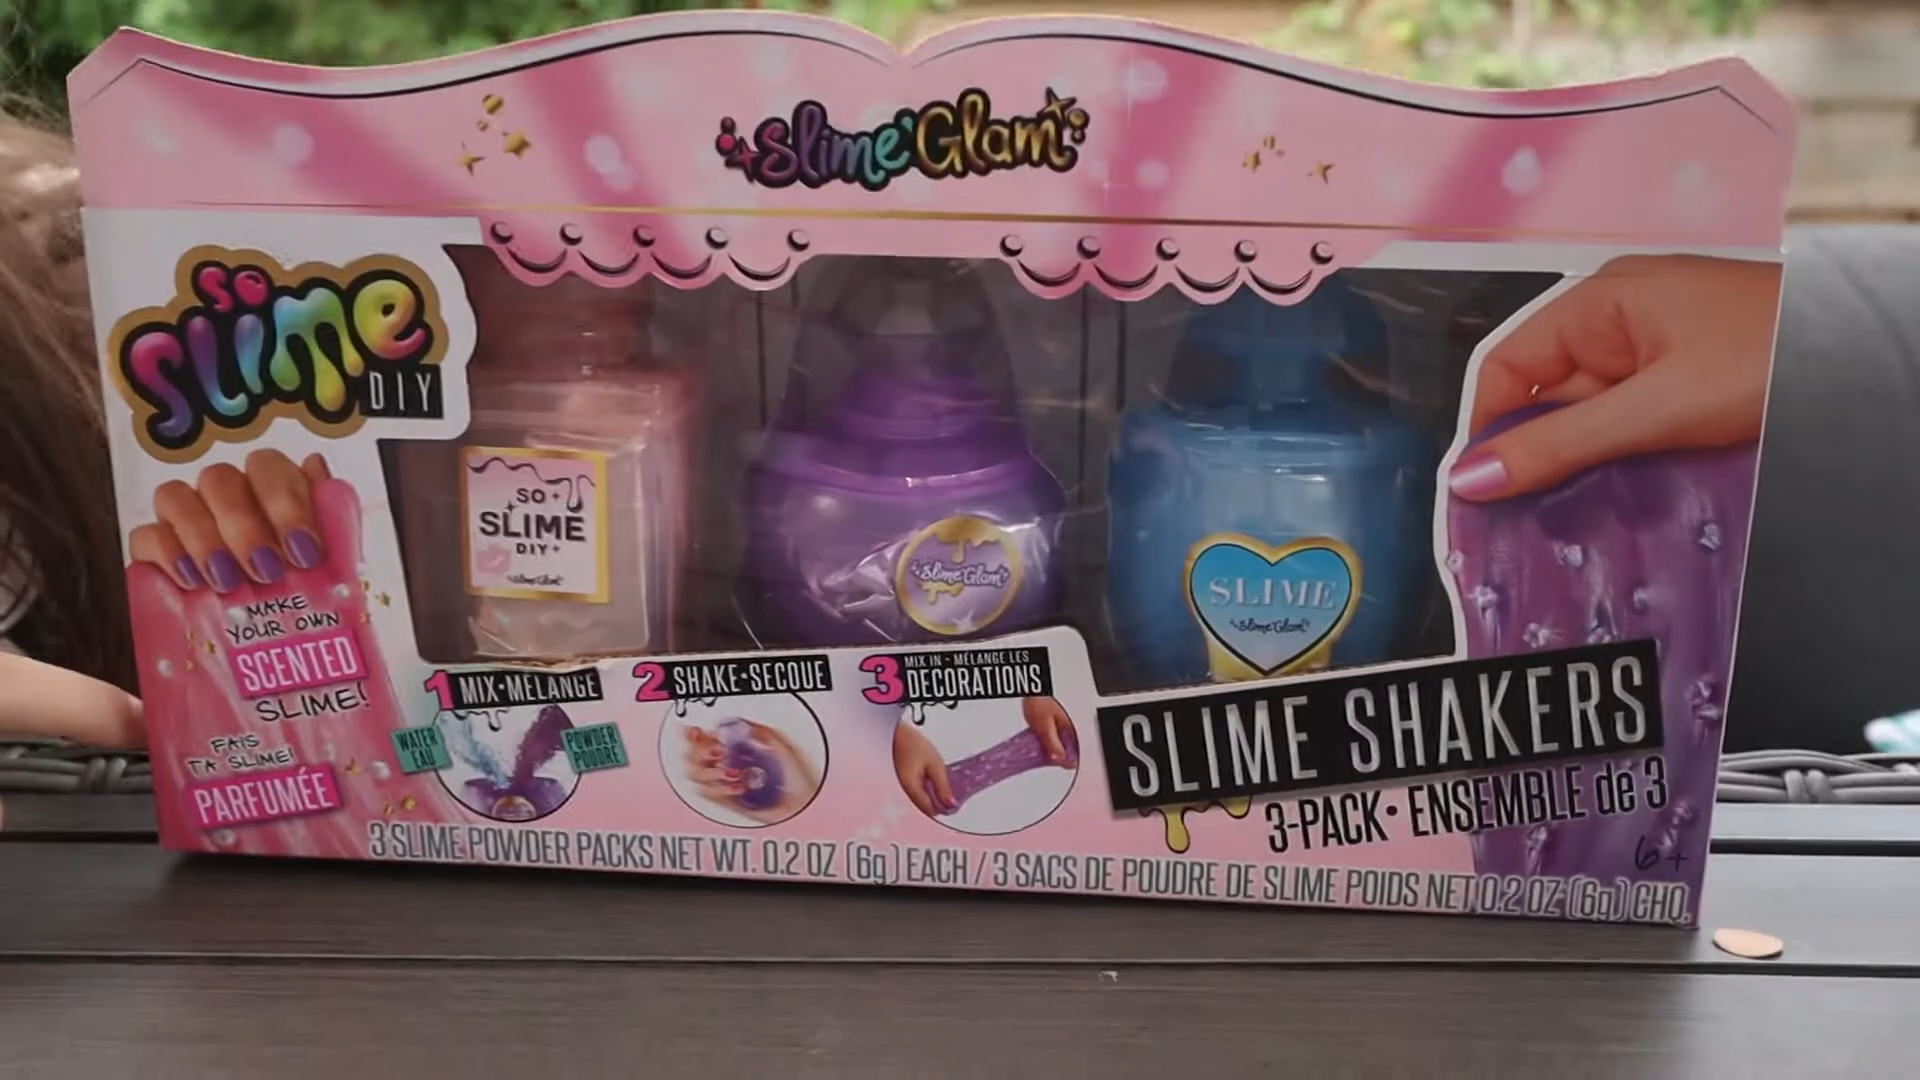 Slime Glam
SO
SLIME
DIY
SO
SLIME
DIY
Slime Glam
Slime Glam
SLIME
Slime Glam
MAKE
YOUR OWN
SCENTED
SLIME!
FAIS
TA SLIME!
PARFUMÉE
1 MIX•MÉLANGE
WATER
EAU
POWDER
POUDRE
2 SHAKE•SECOUE
3 MIX IN - MÉLANGE LES
DÉCORATIONS
SLIME SHAKERS
3-PACK• ENSEMBLE de 3
6+
3 SLIME POWDER PACKS NET WT. 0.2 OZ (6g) EACH / 3 SACS DE POUDRE DE SLIME POIDS NET 0.2 OZ (6g) CHQ.